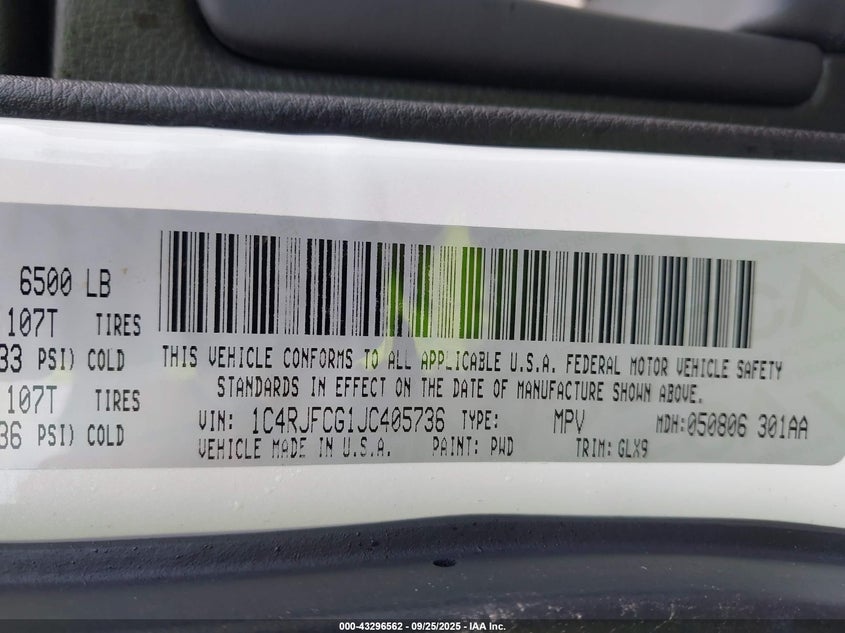 6500 LB
107T TIRES
33 PSI) COLD
107T TIRES
36 PSI) COLD
THIS VEHICLE CONFORMS TO ALL APPLICABLE U.S.A. FEDERAL MOTOR VEHICLE SAFETY
STANDARDS IN EFFECT ON THE DATE OF MANUFACTURE SHOWN ABOVE.
VIN: 1C4RJFCG1JC405736 TYPE: MPV MDH:050806 301AA
VEHICLE MADE IN U.S.A. PAINT: PWD TRIM: GLX9
000-43296562 - 09/25/2025 - IAA Inc.